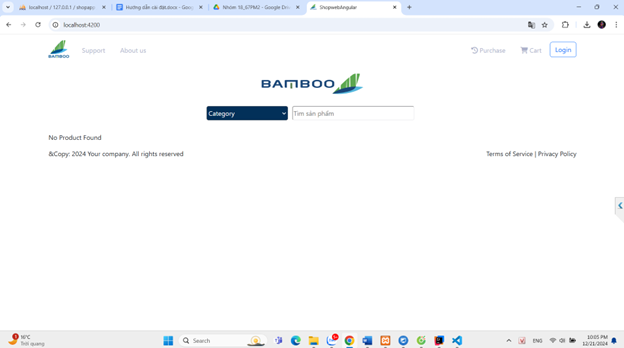 localhost / 127.0.0.1 / shopapp
Hướng dẫn cài đặt.docx - Goog
Nhóm: 16_67PM2 - Google Driv
ShopwebAngular
localhost:4200
Support
About us
Purchase
Cart
Login
BAMBOO
Category
Tìm sản phẩm
No Product Found
&Copy: 2024 Your company. All rights reserved
Terms of Service | Privacy Policy
16°C
Trời quang
Search
ENG
10:05 PM
12/21/2024